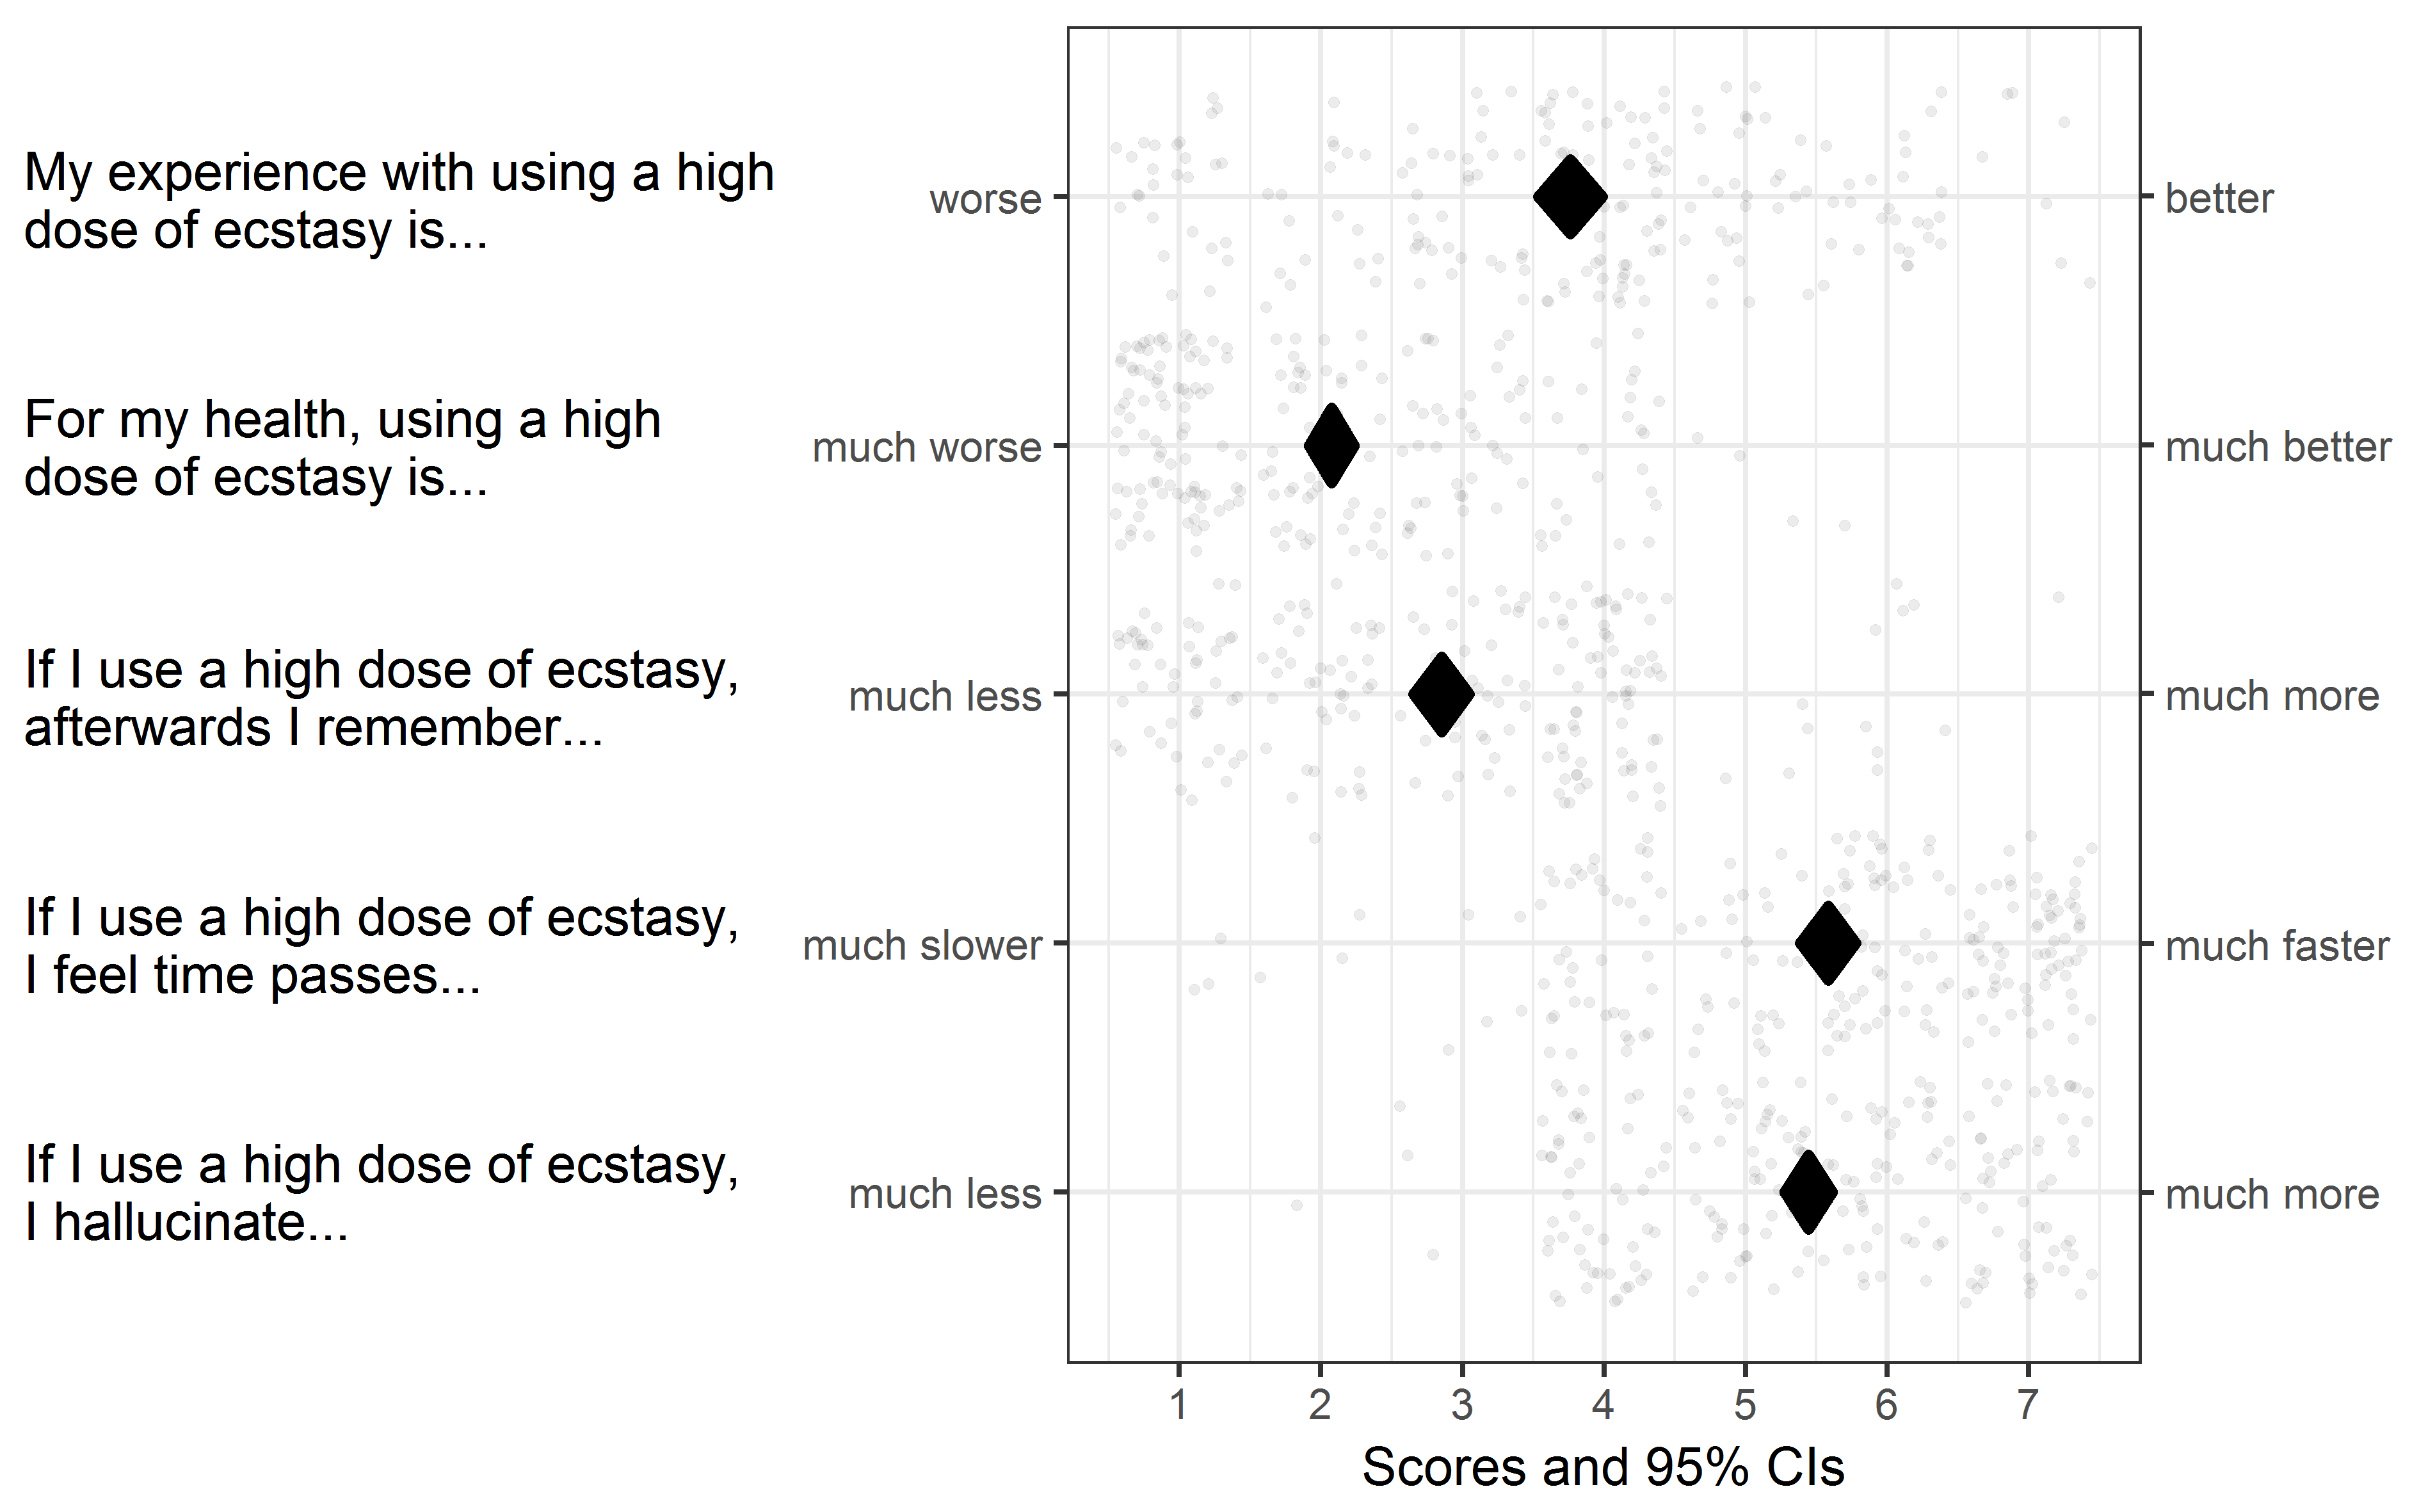 My experience with using a high
dose of ecstasy is...
worse
better
For my health, using a high
dose of ecstasy is...
much worse
much better
If I use a high dose of ecstasy,
afterwards I remember...
much less
much more
If I use a high dose of ecstasy,
I feel time passes...
much slower
much faster
If I use a high dose of ecstasy,
I hallucinate...
much less
much more
1 2 3 4 5 6 7
Scores and 95% CIs